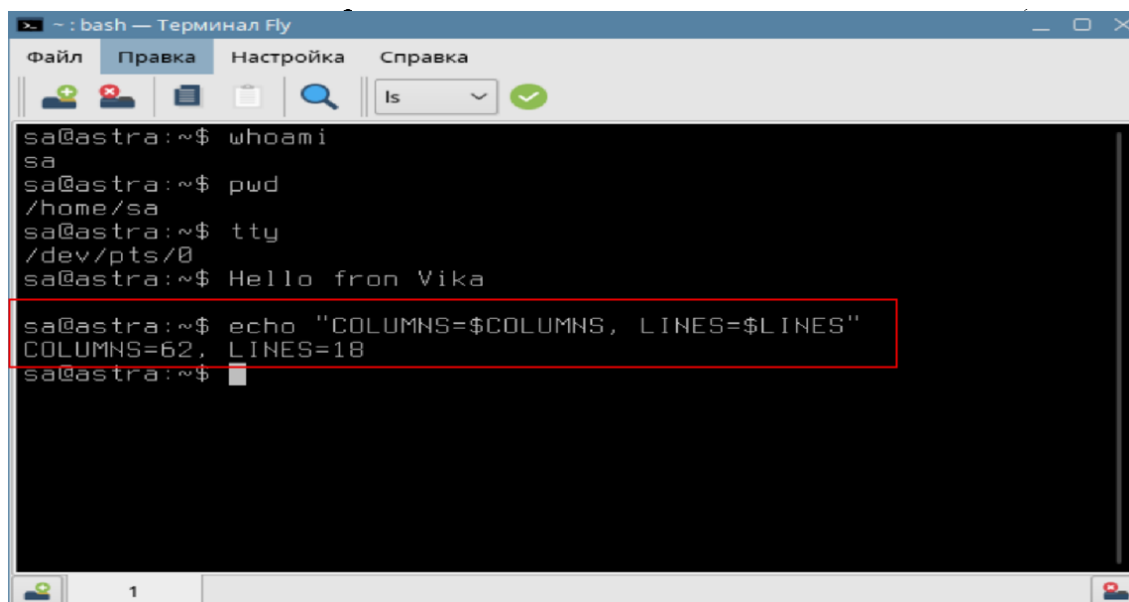 ~ : bash — Терминал Fly
Файл Правка Настройка Справка
ls
sa@astra:~$ whoami
sa
sa@astra:~$ pwd
/home/sa
sa@astra:~$ tty
/dev/pts/0
sa@astra:~$ Hello fron Vika
sa@astra:~$ echo "COLUMNS=$COLUMNS, LINES=$LINES"
COLUMNS=62, LINES=18
sa@astra:~$
1